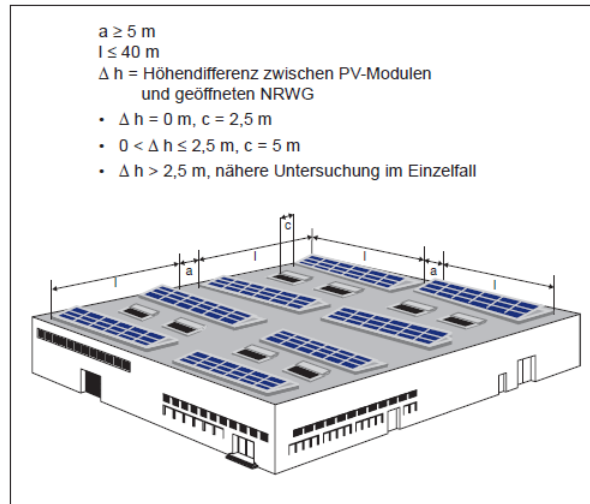 a ≥ 5 m
l ≤ 40 m
Δ h = Höhendifferenz zwischen PV-Modulen
und geöffneten NRWG
• Δ h = 0 m, c = 2,5 m
• 0 < Δ h ≤ 2,5 m, c = 5 m
• Δ h > 2,5 m, nähere Untersuchung im Einzelfall
c
l a l l a l